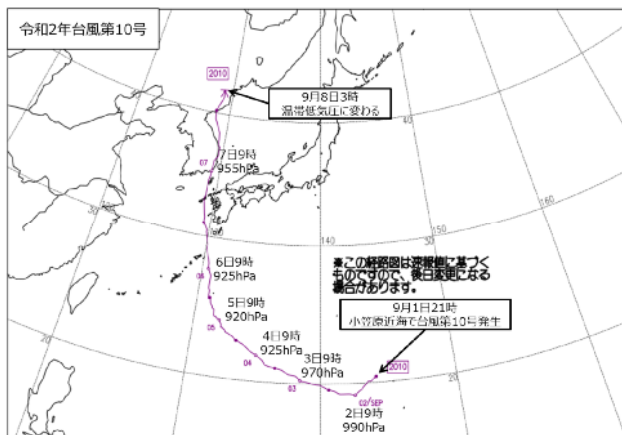 令和2年台風第10号
2010
9月8日3時
温帯低気圧に変わる
40
7日9時
955hPa
07
30
140
150
160
※この経路図は速報値に基づく
ものですので、後日変更になる
場合があります。
6日9時
925hPa
06
9月1日21時
小笠原近海で台風第10号発生
5日9時
920hPa
05
4日9時
925hPa
04
3日9時
970hPa
03
2010
20
02/SEP
2日9時
990hPa